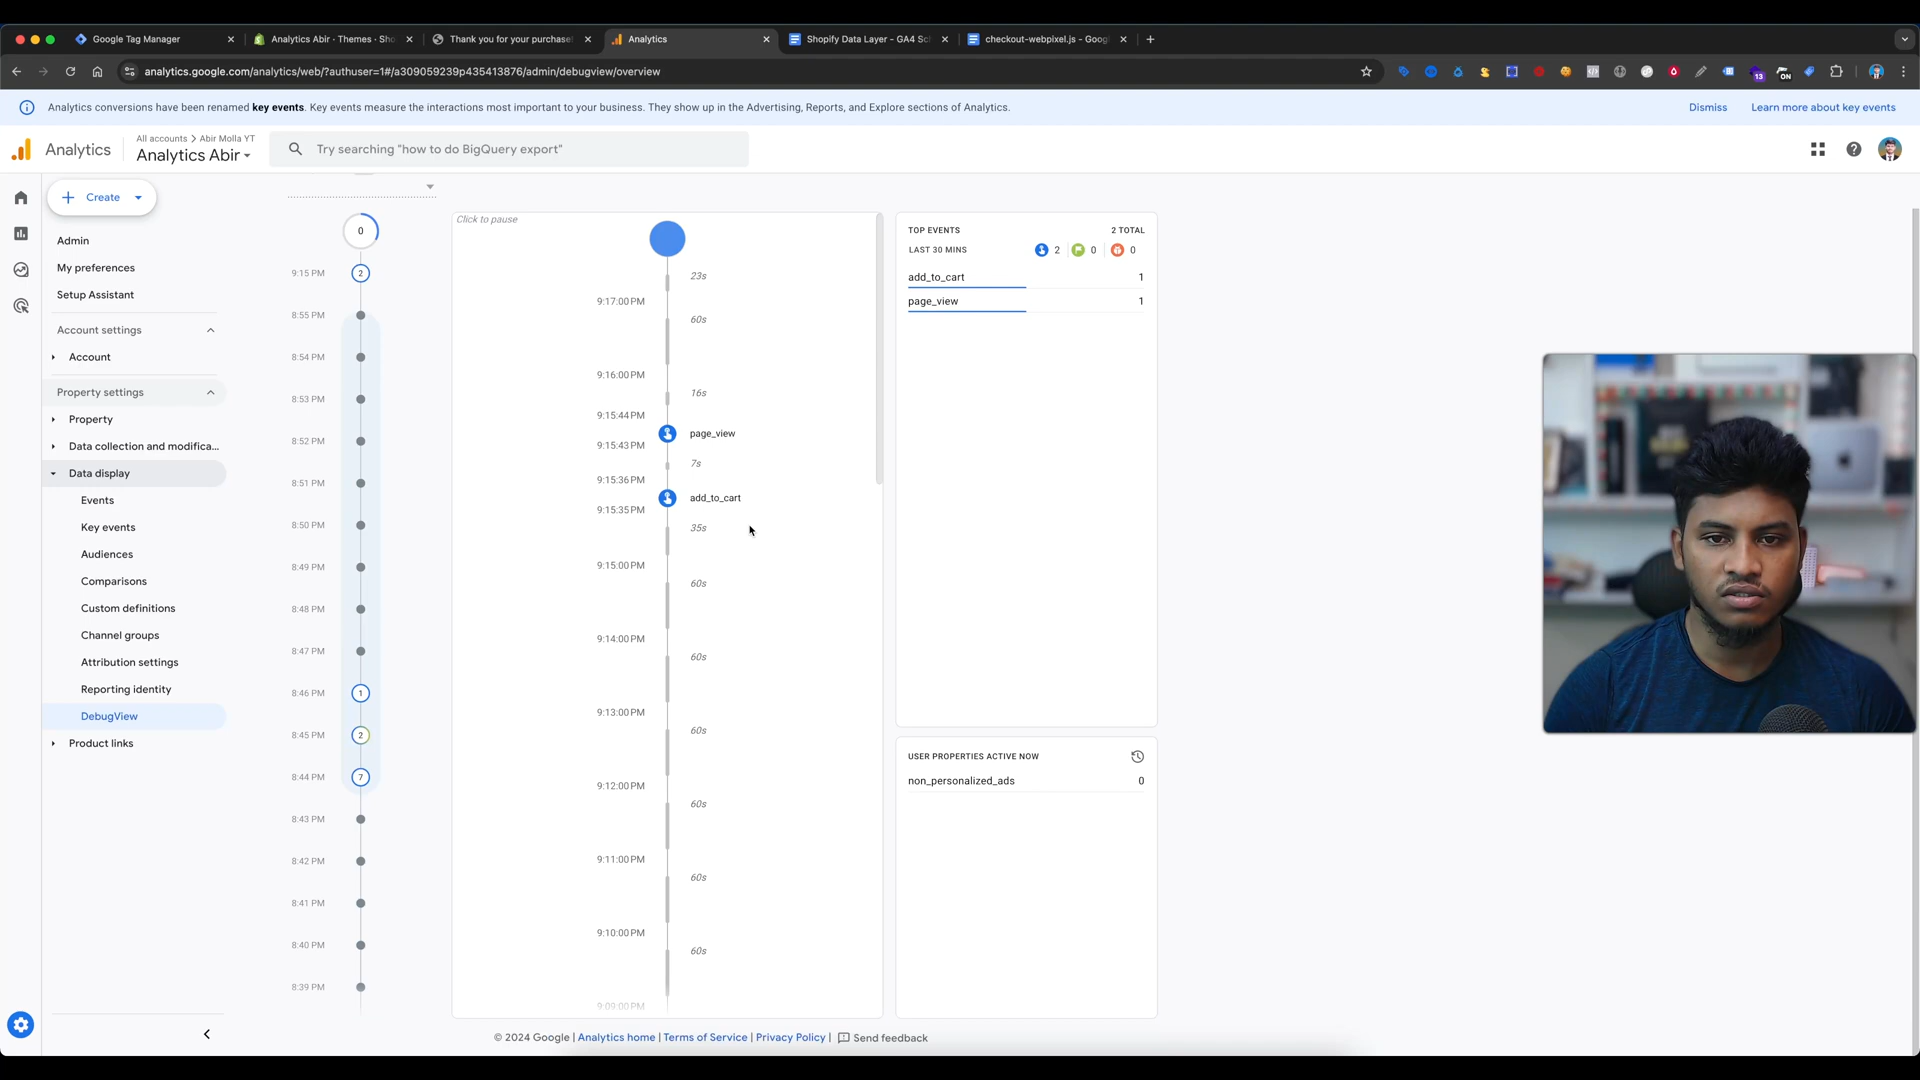 Google Tag Manager
Analytics Abir - Themes · Sho
Thank you for your purchase
Analytics
Shopify Data Layer - GA4 Sc
checkout-webpixel.js - Goog
analytics.google.com/analytics/web/?authuser=1#/a309059239p435413876/admin/debugview/overview
13
ON
Analytics conversions have been renamed key events. Key events measure the interactions most important to your business. They show up in the Advertising, Reports, and Explore sections of Analytics.
Dismiss
Learn more about key events
Analytics
All accounts > Abir Molla YT
Analytics Abir
Try searching "how to do BigQuery export"
Create
Admin
My preferences
Setup Assistant
Account settings
Account
Property settings
Property
Data collection and modifica...
Data display
Events
Key events
Audiences
Comparisons
Custom definitions
Channel groups
Attribution settings
Reporting identity
DebugView
Product links
0
9:15 PM 2
8:55 PM
8:54 PM
8:53 PM
8:52 PM
8:51 PM
8:50 PM
8:49 PM
8:48 PM
8:47 PM
8:46 PM 1
8:45 PM 2
8:44 PM 7
8:43 PM
8:42 PM
8:41 PM
8:40 PM
8:39 PM
Click to pause
23s
9:17:00 PM
60s
9:16:00 PM
16s
9:15:44 PM
page_view
9:15:43 PM
7s
9:15:36 PM
add_to_cart
9:15:35 PM
35s
9:15:00 PM
60s
9:14:00 PM
60s
9:13:00 PM
60s
9:12:00 PM
60s
9:11:00 PM
60s
9:10:00 PM
60s
9:09:00 PM
TOP EVENTS 2 TOTAL
LAST 30 MINS 2 0 0
add_to_cart 1
page_view 1
USER PROPERTIES ACTIVE NOW
non_personalized_ads 0
© 2024 Google | Analytics home | Terms of Service | Privacy Policy | Send feedback